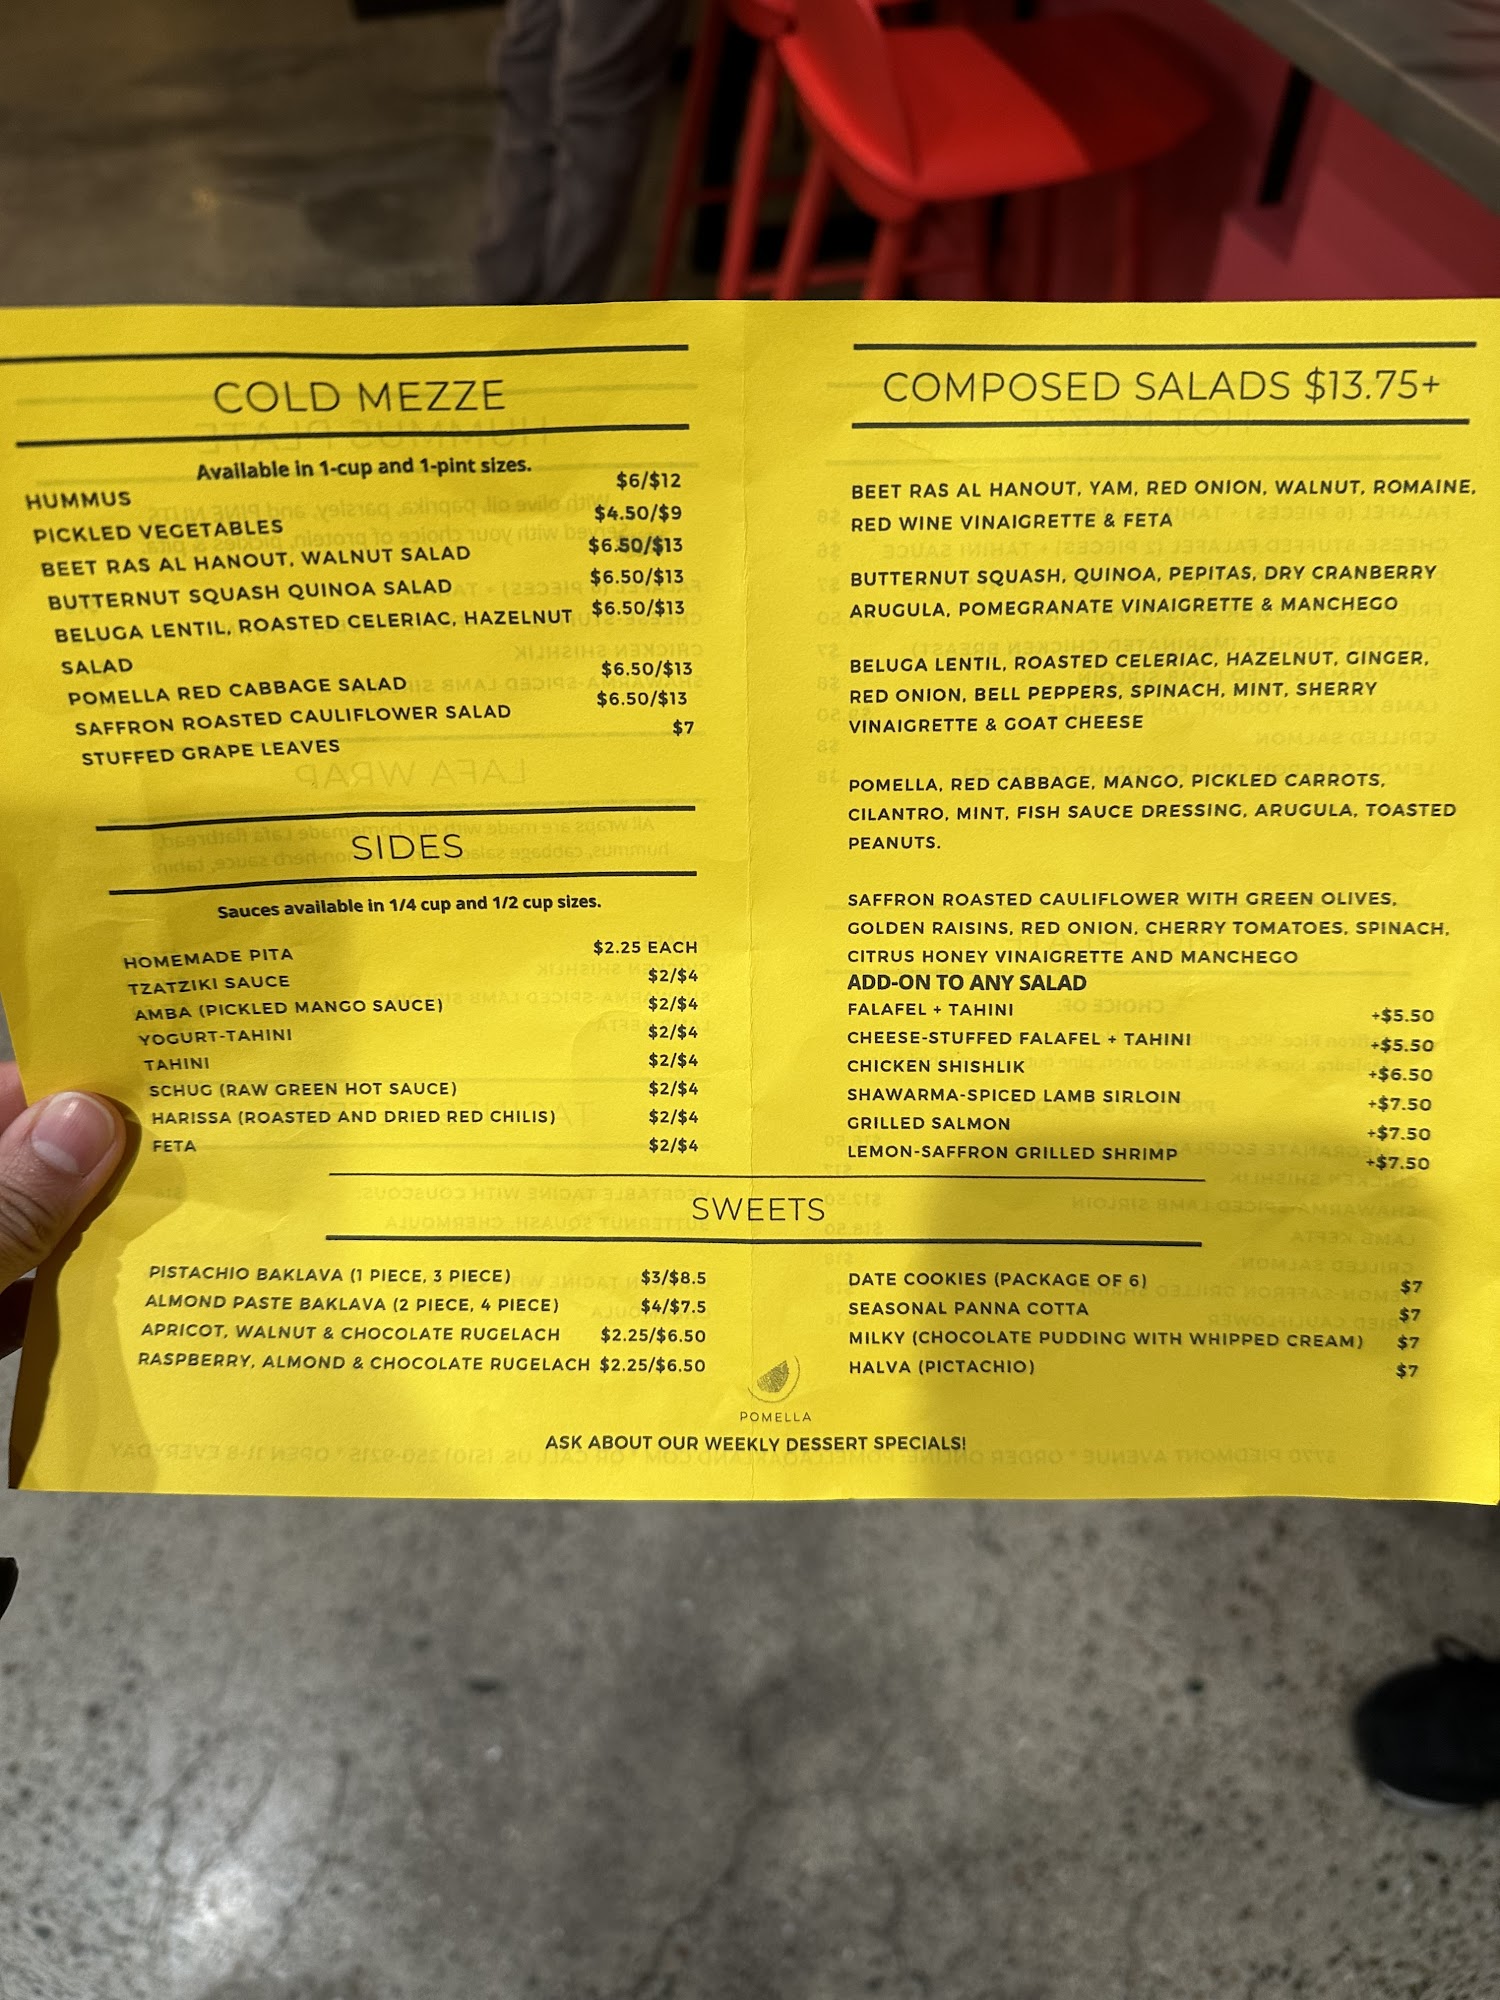 COLD MEZZE
Available in 1-cup and 1-pint sizes.
HUMMUS $6/$12
PICKLED VEGETABLES $4.50/$9
BEET RAS AL HANOUT, WALNUT SALAD $6.50/$13
BUTTERNUT SQUASH QUINOA SALAD $6.50/$13
BELUGA LENTIL, ROASTED CELERIAC, HAZELNUT $6.50/$13
SALAD
POMELLA RED CABBAGE SALAD $6.50/$13
SAFFRON ROASTED CAULIFLOWER SALAD $6.50/$13
STUFFED GRAPE LEAVES $7
SIDES
Sauces available in 1/4 cup and 1/2 cup sizes.
HOMEMADE PITA $2.25 EACH
TZATZIKI SAUCE $2/$4
AMBA (PICKLED MANGO SAUCE) $2/$4
YOGURT-TAHINI $2/$4
TAHINI $2/$4
SCHUG (RAW GREEN HOT SAUCE) $2/$4
HARISSA (ROASTED AND DRIED RED CHILIS) $2/$4
FETA $2/$4
COMPOSED SALADS $13.75+
BEET RAS AL HANOUT, YAM, RED ONION, WALNUT, ROMAINE,
RED WINE VINAIGRETTE & FETA
BUTTERNUT SQUASH, QUINOA, PEPITAS, DRY CRANBERRY
ARUGULA, POMEGRANATE VINAIGRETTE & MANCHEGO
BELUGA LENTIL, ROASTED CELERIAC, HAZELNUT, GINGER,
RED ONION, BELL PEPPERS, SPINACH, MINT, SHERRY
VINAIGRETTE & GOAT CHEESE
POMELLA, RED CABBAGE, MANGO, PICKLED CARROTS,
CILANTRO, MINT, FISH SAUCE DRESSING, ARUGULA, TOASTED
PEANUTS.
SAFFRON ROASTED CAULIFLOWER WITH GREEN OLIVES,
GOLDEN RAISINS, RED ONION, CHERRY TOMATOES, SPINACH,
CITRUS HONEY VINAIGRETTE AND MANCHEGO
ADD-ON TO ANY SALAD
FALAFEL + TAHINI +$5.50
CHEESE-STUFFED FALAFEL + TAHINI +$5.50
CHICKEN SHISHLIK +$6.50
SHAWARMA-SPICED LAMB SIRLOIN +$7.50
GRILLED SALMON +$7.50
LEMON-SAFFRON GRILLED SHRIMP +$7.50
SWEETS
PISTACHIO BAKLAVA (1 PIECE, 3 PIECE) $3/$8.5
ALMOND PASTE BAKLAVA (2 PIECE, 4 PIECE) $4/$7.5
APRICOT, WALNUT & CHOCOLATE RUGELACH $2.25/$6.50
RASPBERRY, ALMOND & CHOCOLATE RUGELACH $2.25/$6.50
DATE COOKIES (PACKAGE OF 6) $7
SEASONAL PANNA COTTA $7
MILKY (CHOCOLATE PUDDING WITH WHIPPED CREAM) $7
HALVA (PICTACHIO) $7
POMELLA
ASK ABOUT OUR WEEKLY DESSERT SPECIALS!